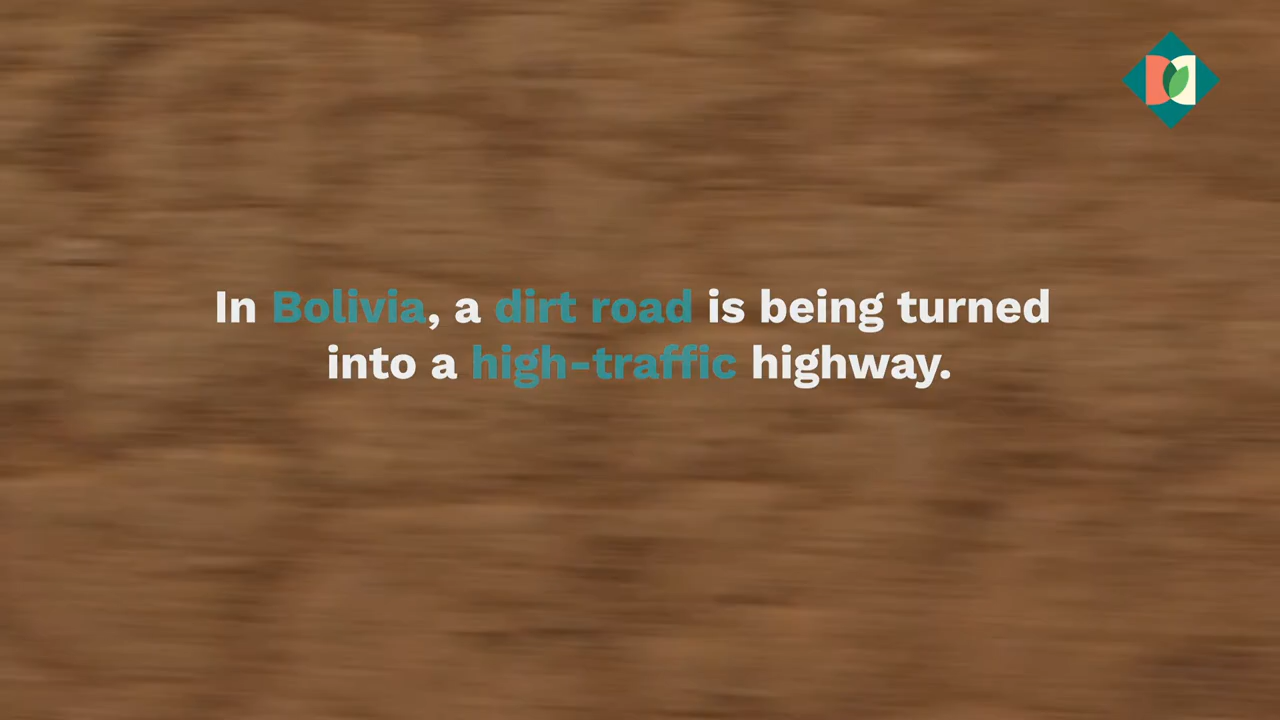 In Bolivia, a dirt road is being turned
into a high-traffic highway.